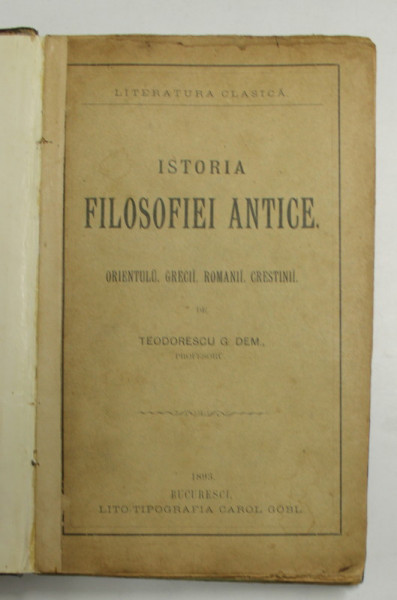 LITERATURA CLASICĂ
ISTORIA
FILOSOFIEI ANTICE.
ORIENTULŬ. GRECII. ROMANII. CRESTINII.
DE
TEODORESCU G. DEM.,
PROFESORŬ
1893.
BUCURESCI,
LITO-TIPOGRAFIA CAROL GÖBL